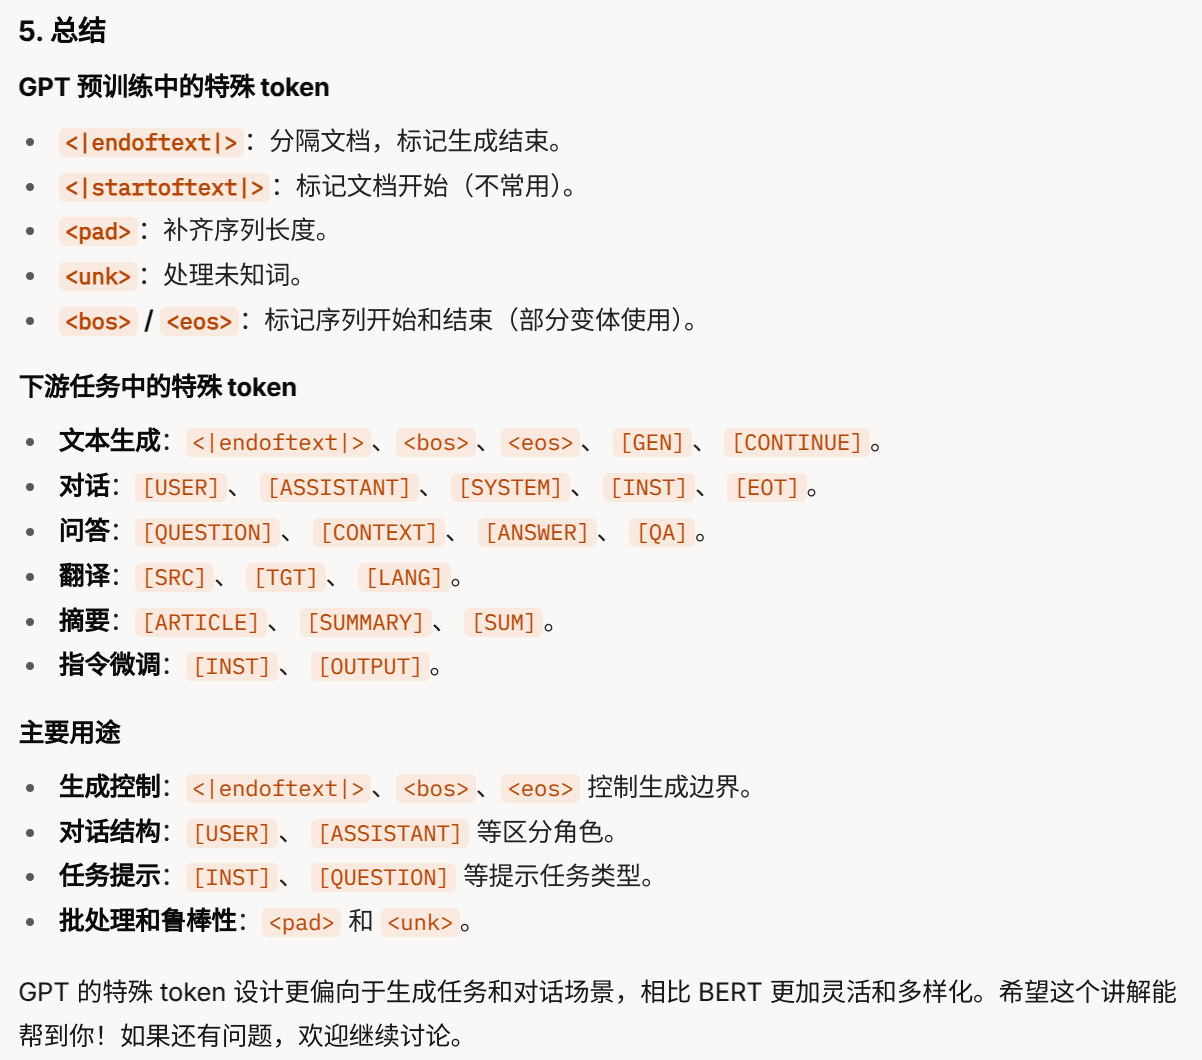 5. 总结
GPT 预训练中的特殊 token
• <|endoftext|>：分隔文档，标记生成结束。
• <|startoftext|>：标记文档开始（不常用）。
• <pad>：补齐序列长度。
• <unk>：处理未知词。
• <bos> / <eos>：标记序列开始和结束（部分变体使用）。
下游任务中的特殊 token
• 文本生成：<|endoftext|>、<bos>、<eos>、 [GEN]、 [CONTINUE]。
• 对话：[USER]、 [ASSISTANT]、 [SYSTEM]、 [INST]、 [EOT]。
• 问答：[QUESTION]、 [CONTEXT]、 [ANSWER]、 [QA]。
• 翻译：[SRC]、 [TGT]、 [LANG]。
• 摘要：[ARTICLE]、 [SUMMARY]、 [SUM]。
• 指令微调：[INST]、 [OUTPUT]。
主要用途
• 生成控制：<|endoftext|>、<bos>、<eos> 控制生成边界。
• 对话结构：[USER]、 [ASSISTANT] 等区分角色。
• 任务提示：[INST]、 [QUESTION] 等提示任务类型。
• 批处理和鲁棒性：<pad> 和 <unk>。
GPT 的特殊 token 设计更偏向于生成任务和对话场景，相比 BERT 更加灵活和多样化。希望这个讲解能
帮到你！如果还有问题，欢迎继续讨论。